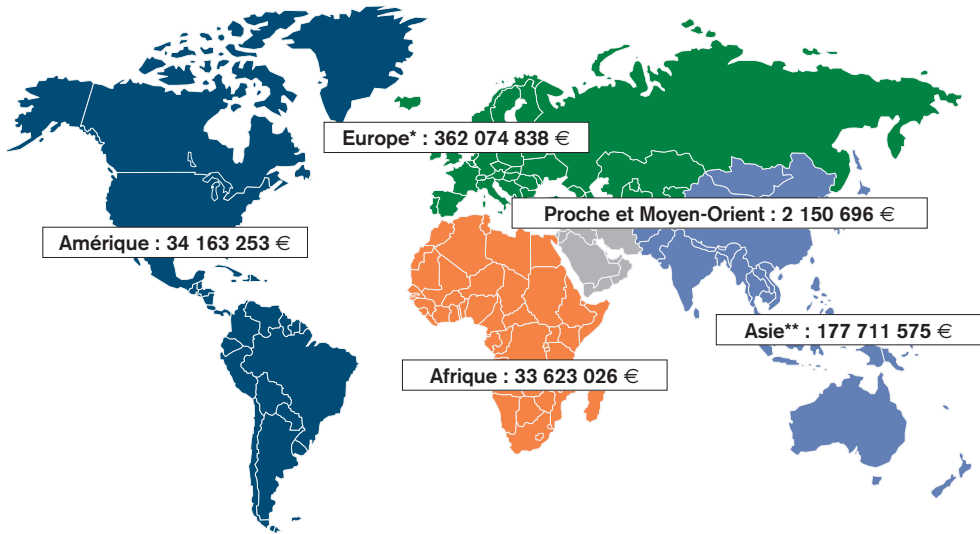 Europe* : 362 074 838 €
Proche et Moyen-Orient : 2 150 696 €
Amérique : 34 163 253 €
Asie** : 177 711 575 €
Afrique : 33 623 026 €